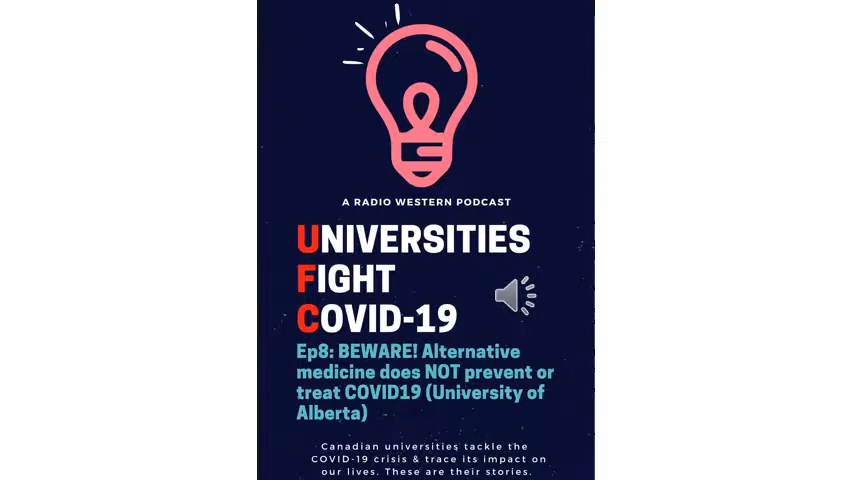 A RADIO WESTERN PODCAST
UNIVERSITIES
FIGHT
COVID-19
Ep8: BEWARE! Alternative
medicine does NOT prevent or
treat COVID19 (University of
Alberta)
Canadian universities tackle the
COVID-19 crisis & trace its impact on
our lives. These are their stories.